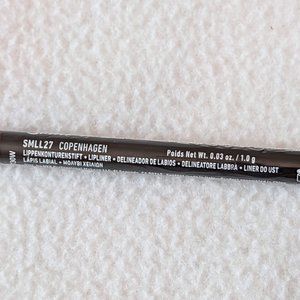 SMLL27 COPENHAGEN
LIPPENKONTURENSTIFT • LIPLINER • DELINEADOR DE LABIOS • DELINEATORE LABBRA • LINER DO UST
LÁPIS LABIAL • ΜΟΛΥΒΙ ΧΕΙΛΙΩΝ
Poids Net Wt. 0.03 oz. / 1.0 g